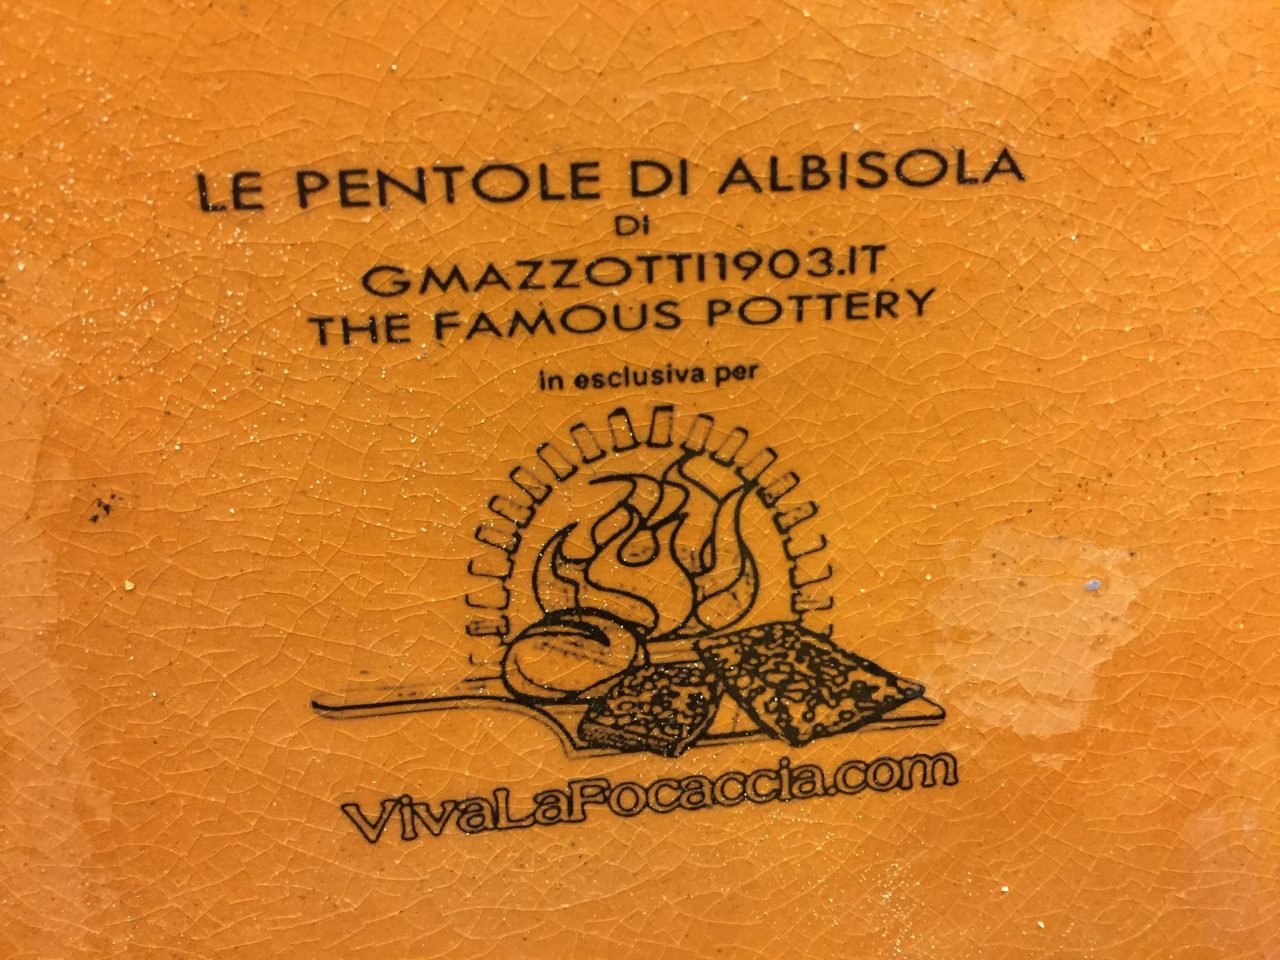 LE PENTOLE DI ALBISOLA
DI
GMAZZOTTI1903.IT
THE FAMOUS POTTERY
in esclusiva per
VivaLaFocaccia.com